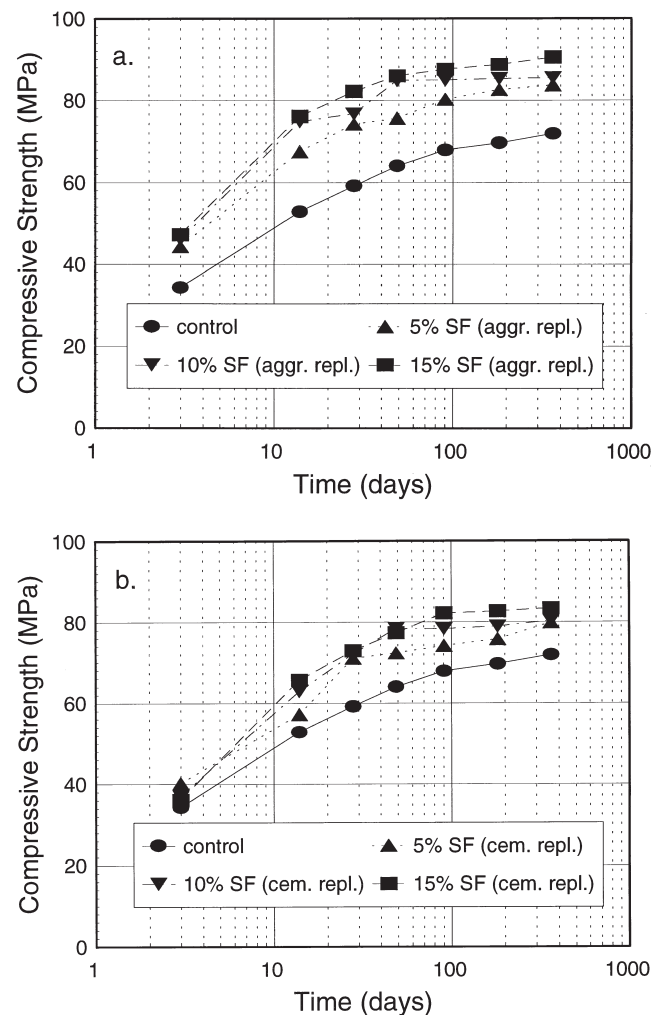 100
a.
80
60
40
20
0
Compressive Strength (MPa)
control
5% SF (aggr. repl.)
10% SF (aggr. repl.)
15% SF (aggr. repl.)
1
10
100
1000
Time (days)
100
b.
80
60
40
20
0
Compressive Strength (MPa)
control
5% SF (cem. repl.)
10% SF (cem. repl.)
15% SF (cem. repl.)
1
10
100
1000
Time (days)